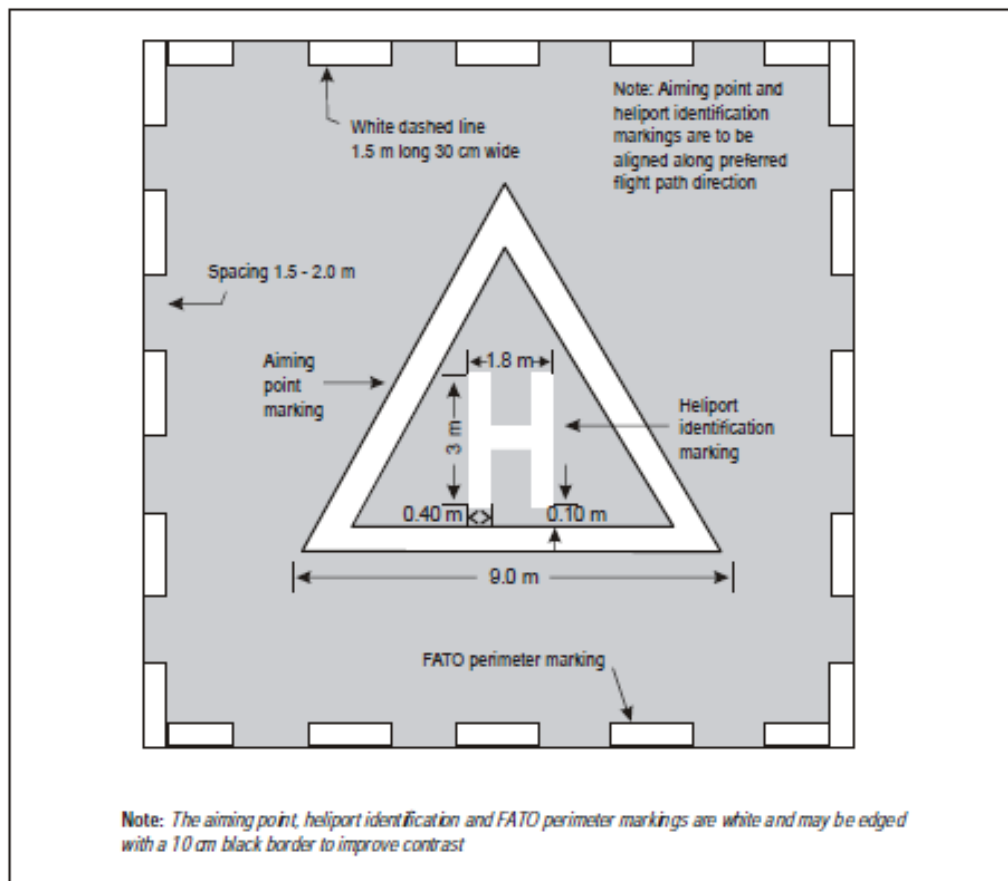 White dashed line
1.5 m long 30 cm wide
Note: Aiming point and
heliport identification
markings are to be
aligned along preferred
flight path direction
Spacing 1.5 - 2.0 m
Aiming
point
marking
1.8 m
3 m
H
Heliport
identification
marking
0.40 m
0.10 m
9.0 m
FATO perimeter marking
Note: The aiming point, heliport identification and FATO perimeter markings are white and may be edged
with a 10 cm black border to improve contrast